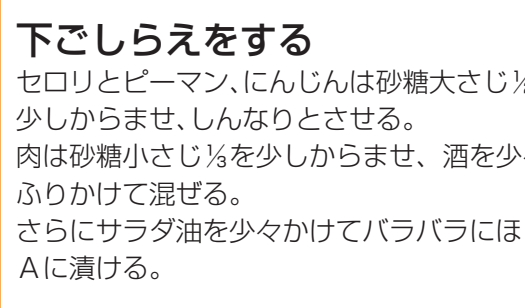 下ごしらえをする
セロリとピーマン、にんじんは砂糖大さじ
少しからませ、しんなりとさせる。
肉は砂糖小さじ⅓を少しからませ、酒を少
ふりかけて混ぜる。
さらにサラダ油を少々かけてバラバラにほ
Aに漬ける。